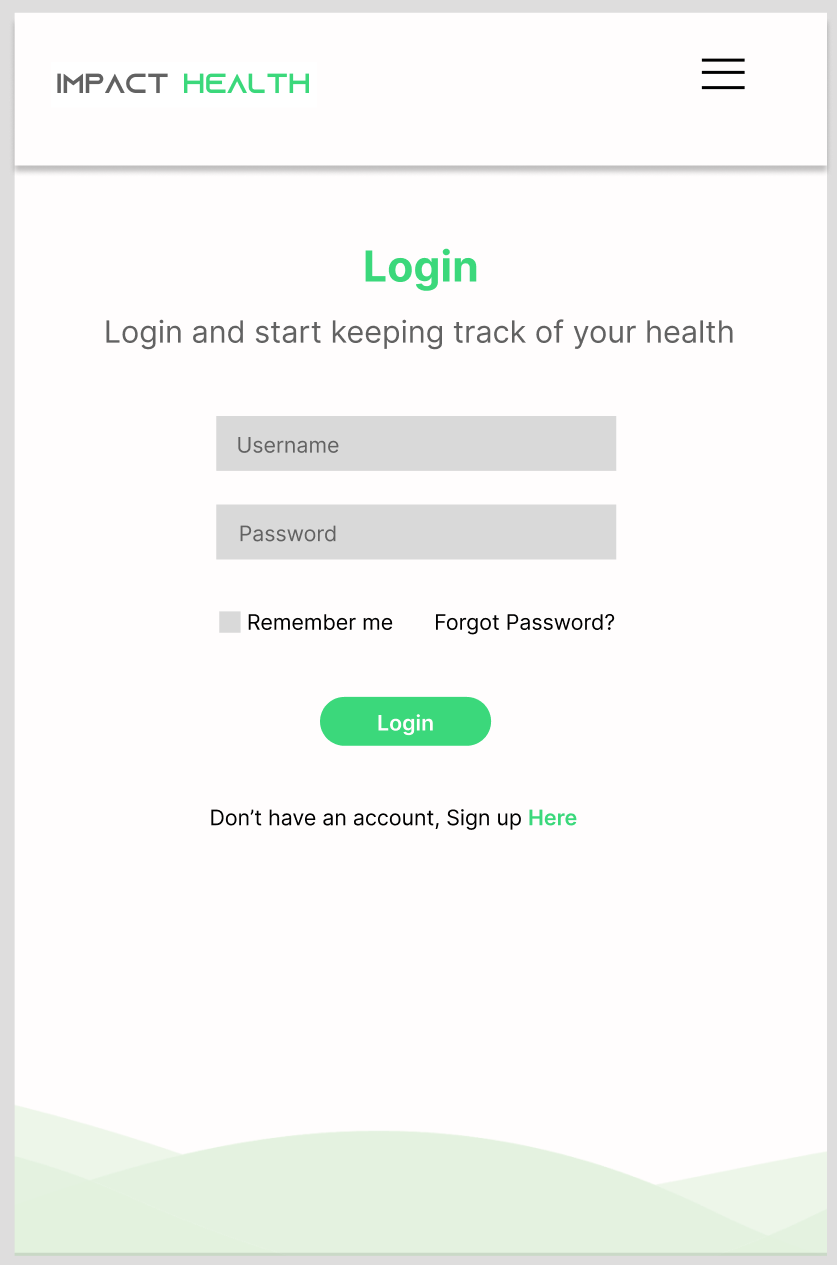 IMPACT HEALTH
Login
Login and start keeping track of your health
Username
Password
Remember me Forgot Password?
Login
Don’t have an account, Sign up Here